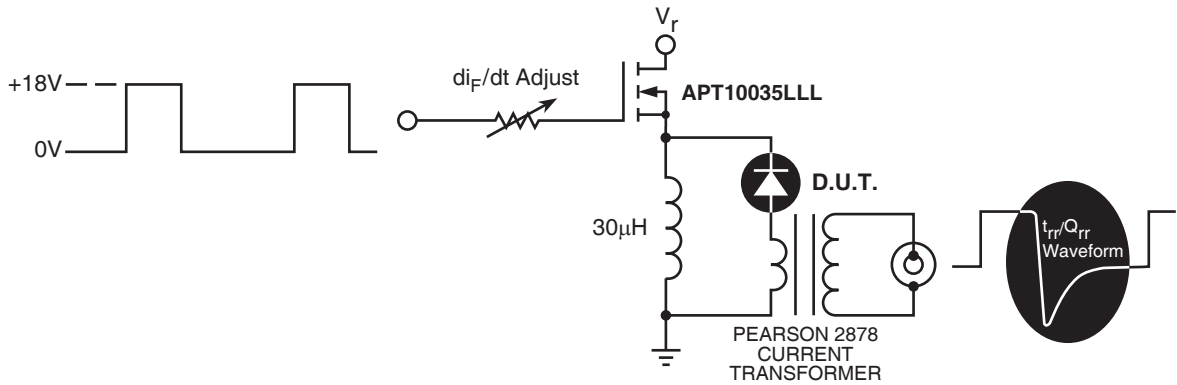 V_r
+18V
0V
di_F/dt Adjust
APT10035LLL
D.U.T.
30μH
t_rr/Q_rr
Waveform
PEARSON 2878
CURRENT
TRANSFORMER